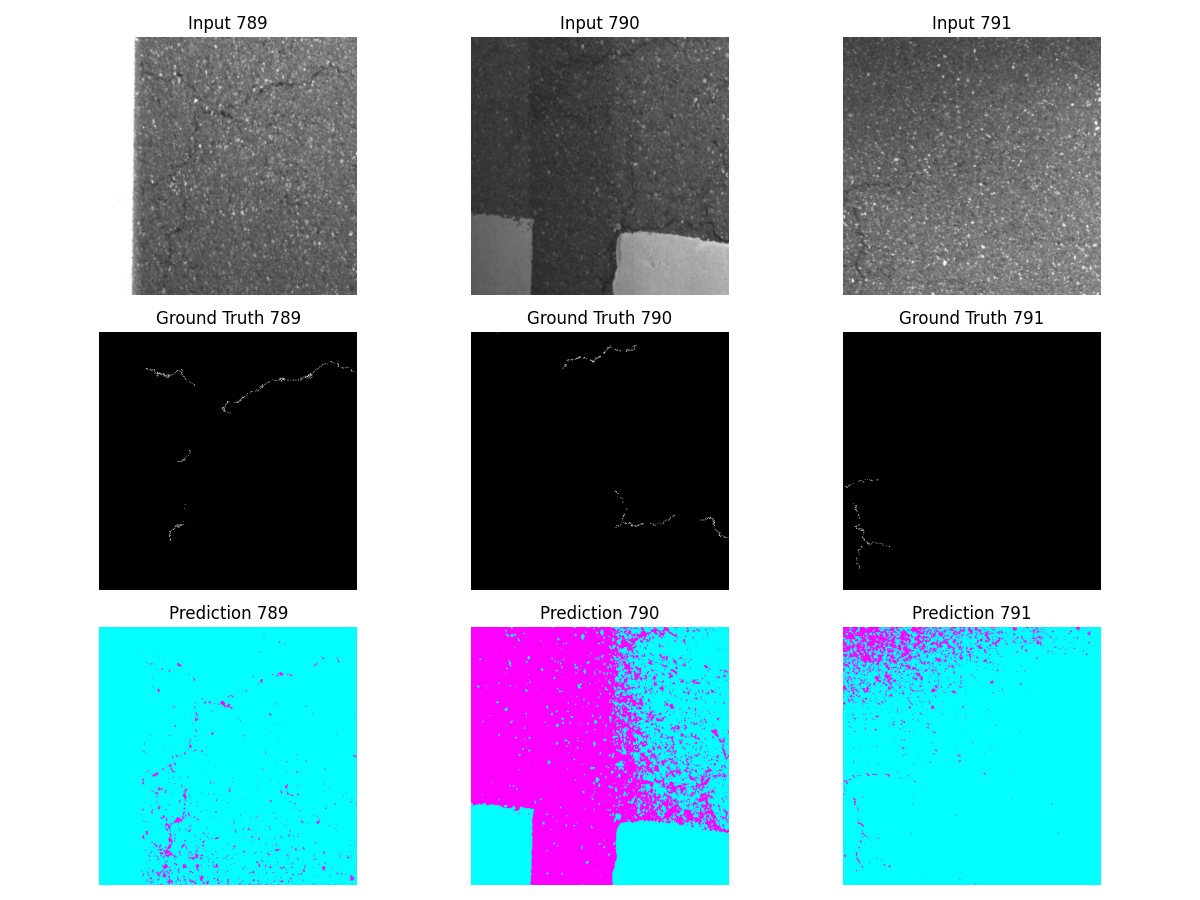 Input 789
Input 790
Input 791
Ground Truth 789
Ground Truth 790
Ground Truth 791
Prediction 789
Prediction 790
Prediction 791